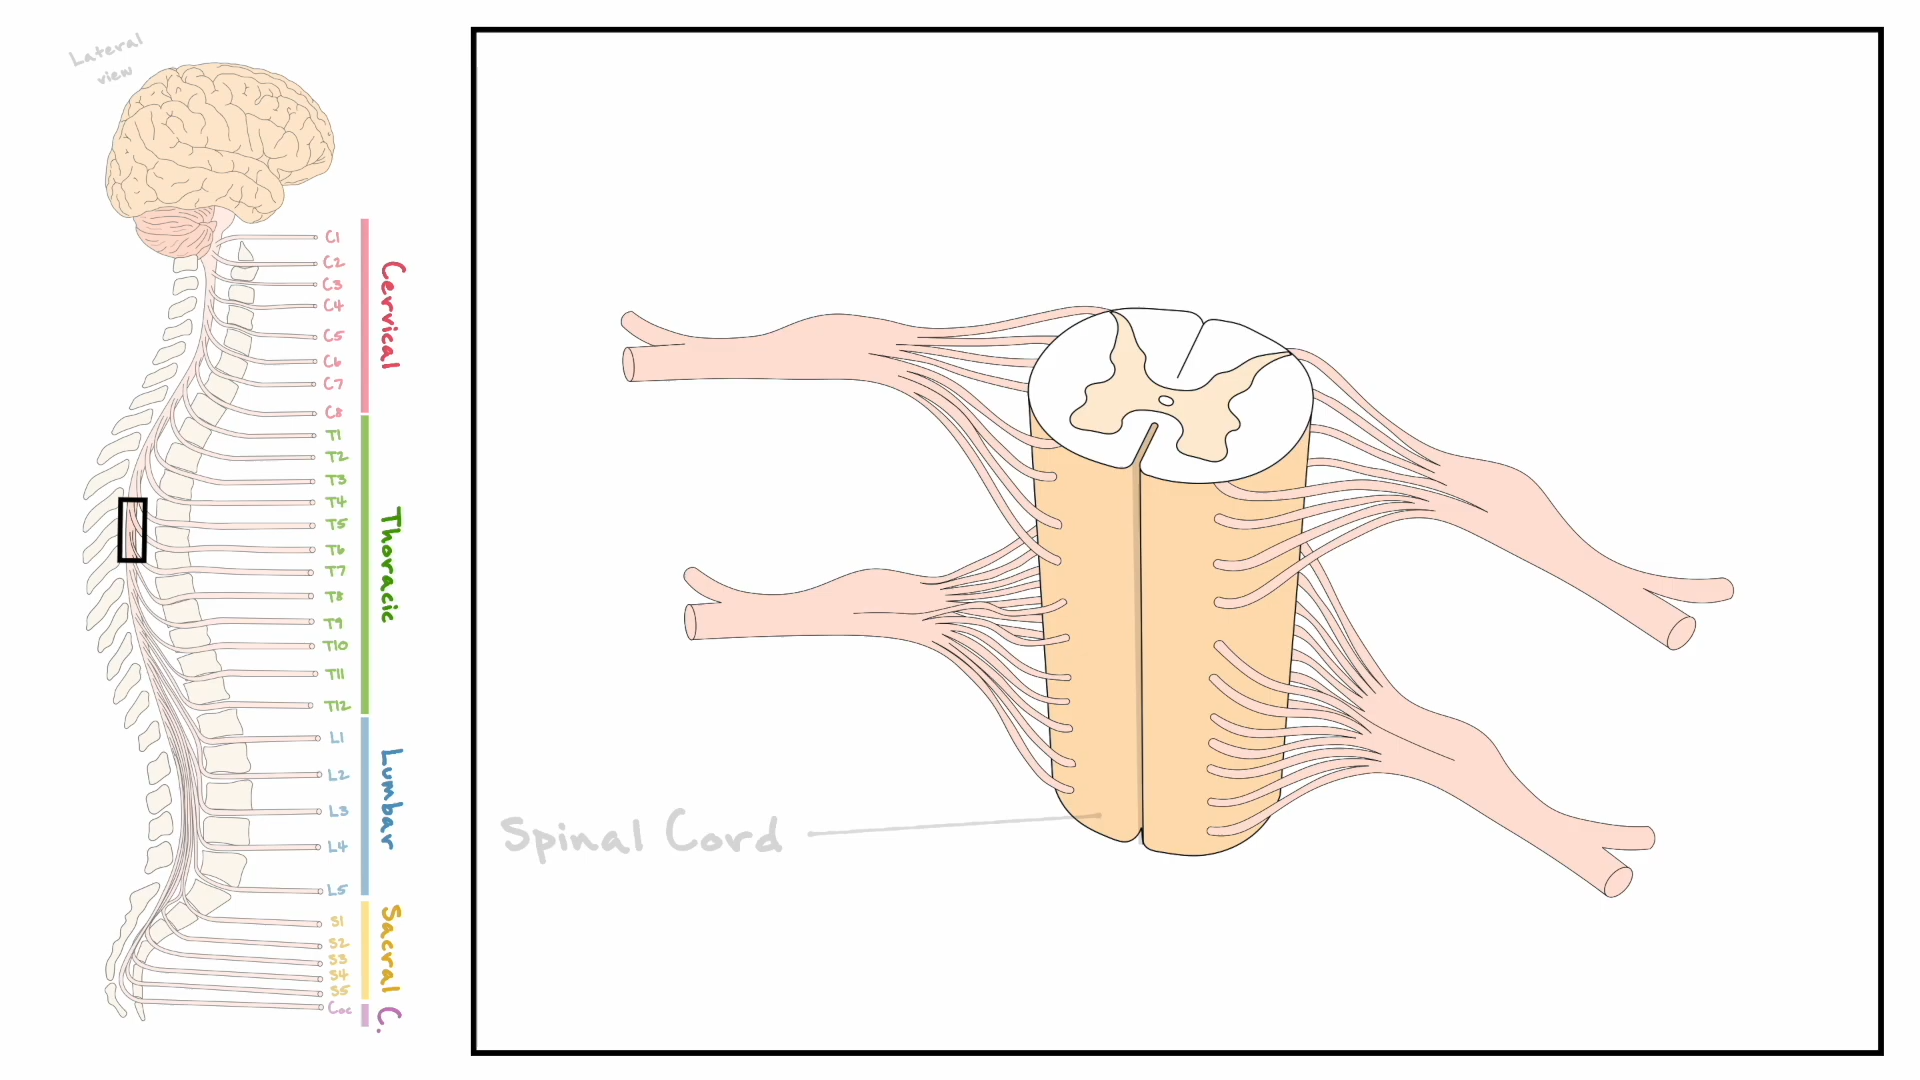 Lateral
view
C1
C2
C3
C4
C5
C6
C7
C8
T1
T2
T3
T4
T5
T6
T7
T8
T9
T10
T11
T12
L1
L2
L3
L4
L5
S1
S2
S3
S4
S5
Coc
Cervical
Thoracic
Lumbar
Sacral
C.
Spinal Cord